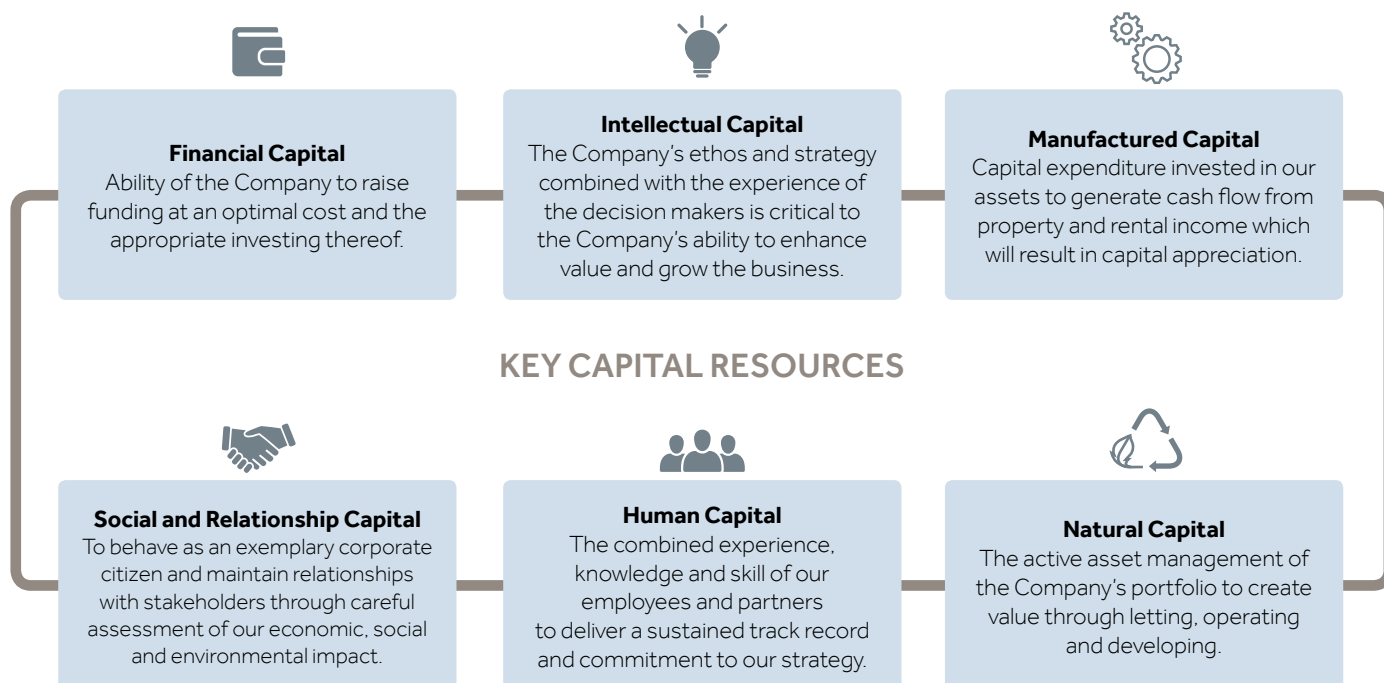 Financial Capital
Ability of the Company to raise
funding at an optimal cost and the
appropriate investing thereof.
Intellectual Capital
The Company's ethos and strategy
combined with the experience of
the decision makers is critical to
the Company's ability to enhance
value and grow the business.
Manufactured Capital
Capital expenditure invested in our
assets to generate cash flow from
property and rental income which
will result in capital appreciation.
KEY CAPITAL RESOURCES
Social and Relationship Capital
To behave as an exemplary corporate
citizen and maintain relationships
with stakeholders through careful
assessment of our economic, social
and environmental impact.
Human Capital
The combined experience,
knowledge and skill of our
employees and partners
to deliver a sustained track record
and commitment to our strategy.
Natural Capital
The active asset management of
the Company's portfolio to create
value through letting, operating
and developing.